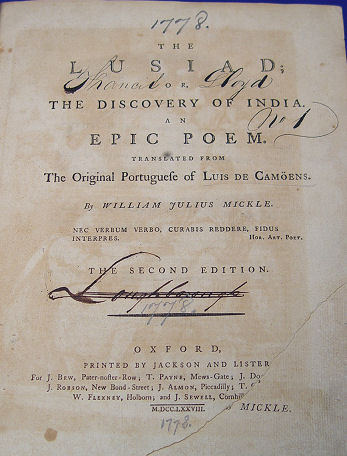 1778.
THE
LUSIAD;
OR,
Lloyd
THE DISCOVERY OF INDIA.
AN
No 1
EPIC POEM.
TRANSLATED FROM
The Original Portugueſe of LUIS DE CAMÖENS.
By WILLIAM JULIUS MICKLE.
NEC VERBUM VERBO, CURABIS REDDERE, FIDUS
INTERPRES. HOR. ART. POET.
THE SECOND EDITION.
Loughborough
1778.
OXFORD,
PRINTED BY JACKSON AND LISTER
For J. BEW, Pater-noſter-Row; T. PAYNE, Mews-Gate; J. Do
J. ROBSON, New Bond-Street; J. ALMON, Piccadilly; T.
W. FLEXNEY, Holborn; and J. SEWELL, Cornhi
M.DCC.LXXVIII. MICKLE.
1778.